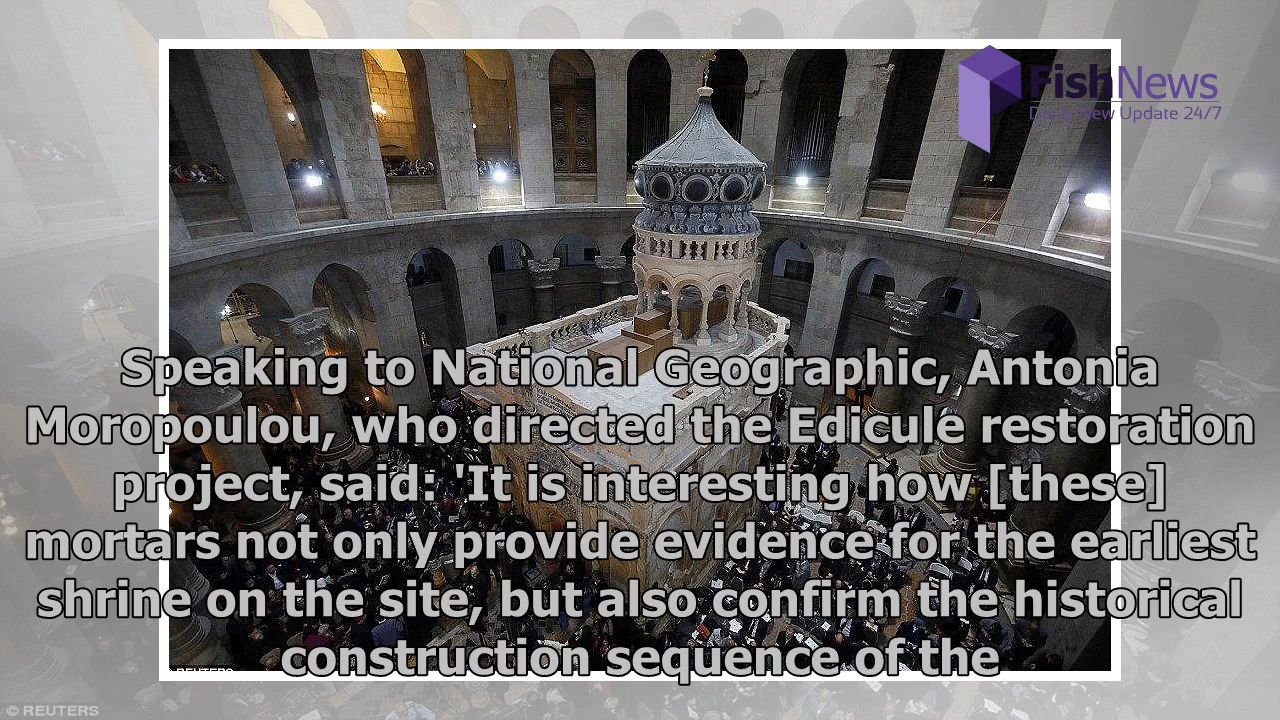 FishNews
Daily New Update 24/7
Speaking to National Geographic, Antonia
Moropoulou, who directed the Edicule restoration
project, said: 'It is interesting how [these]
mortars not only provide evidence for the earliest
shrine on the site, but also confirm the historical
construction sequence of the
© REUTERS
© REUTERS